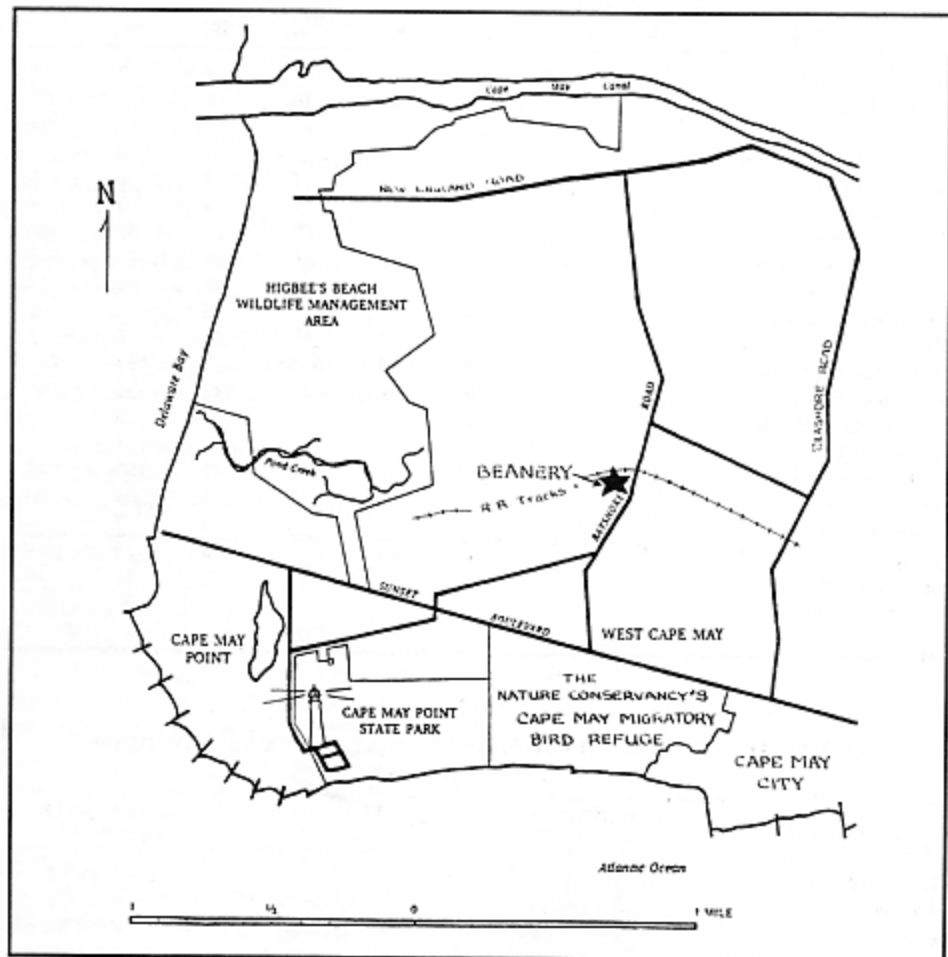 Cape May Canal
N
NEW ENGLAND ROAD
HIGBEE'S BEACH
WILDLIFE MANAGEMENT
AREA
Delaware Bay
ROAD
SEASHORE ROAD
Pond Creek
BEANERY
R R Tracks
BAYSHORE
SUNSET
BOULEVARD
WEST CAPE MAY
CAPE MAY
POINT
THE
NATURE CONSERVANCY'S
CAPE MAY MIGRATORY
BIRD REFUGE
CAPE MAY POINT
STATE PARK
CAPE MAY
CITY
Atlantic Ocean
1 ½ 0 1 MILE